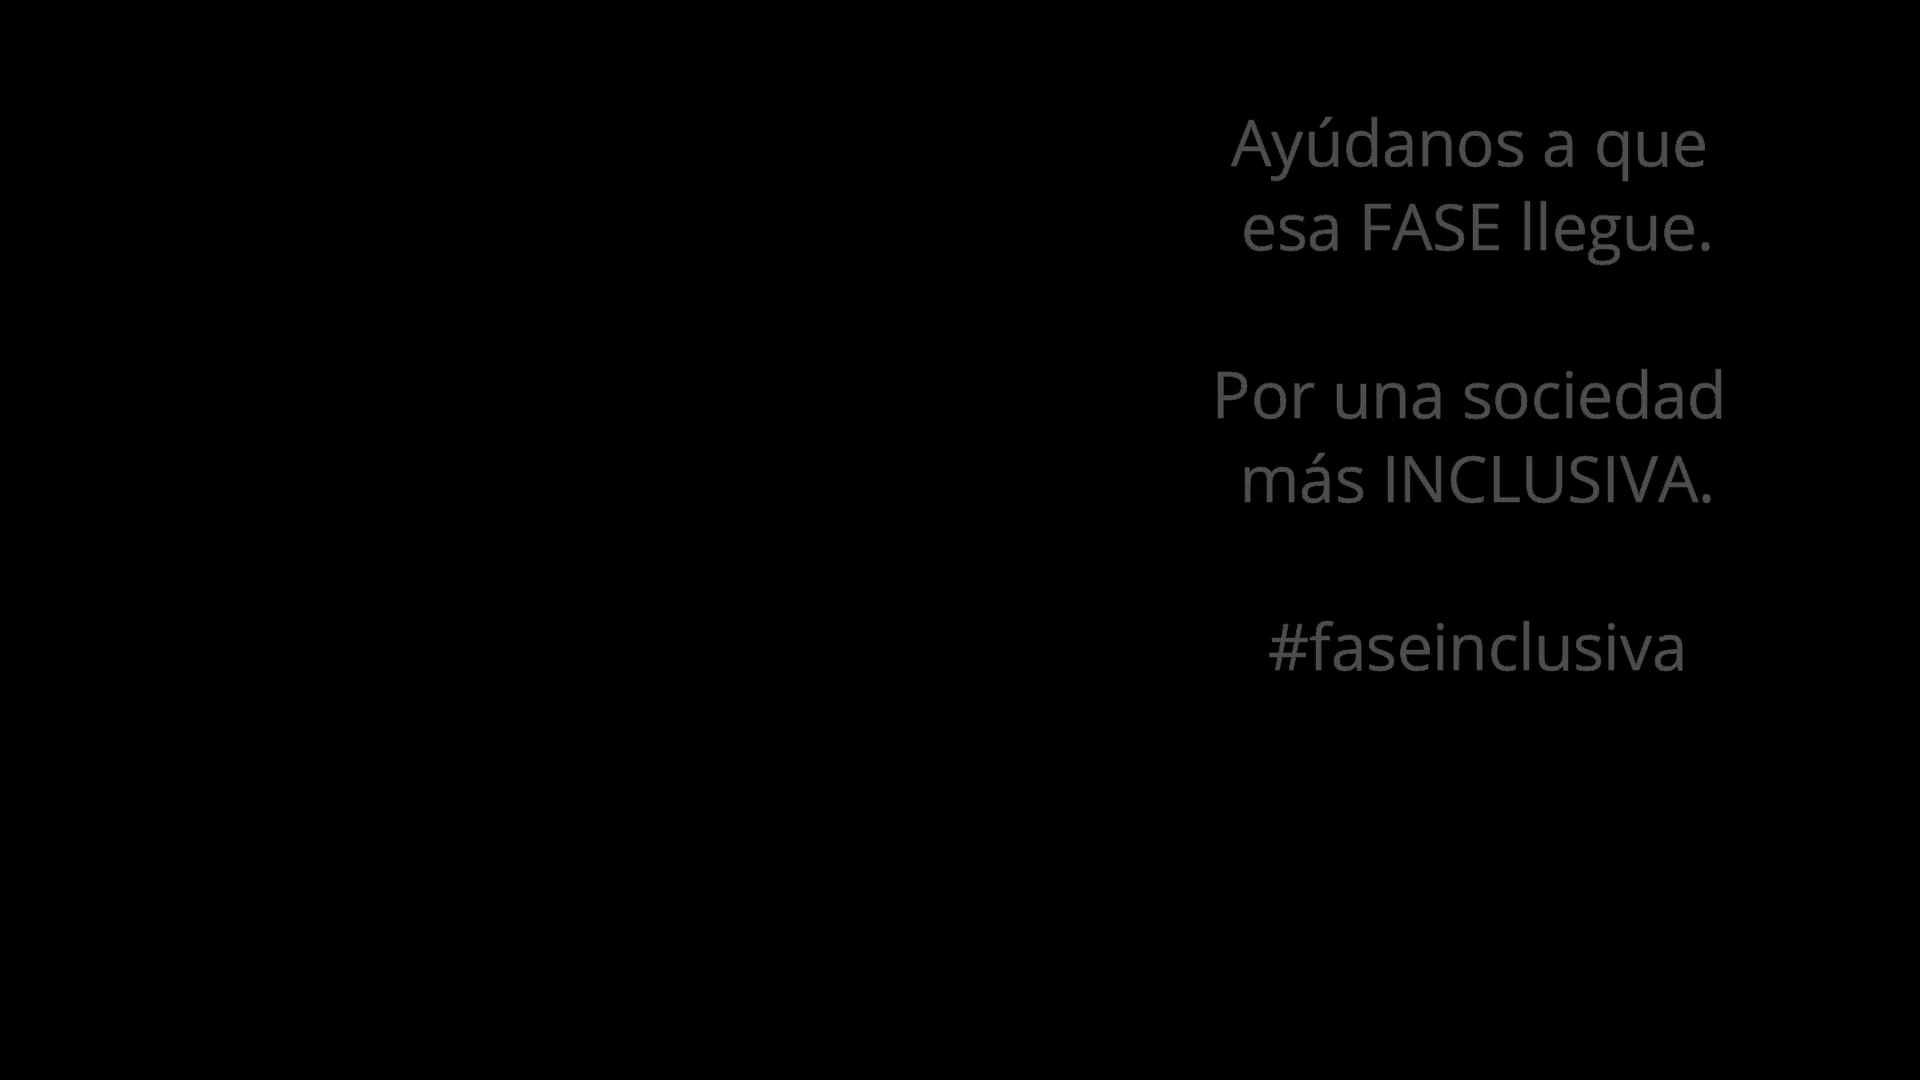 Ayúdanos a que
esa FASE llegue.
Por una sociedad
más INCLUSIVA.
#faseinclusiva